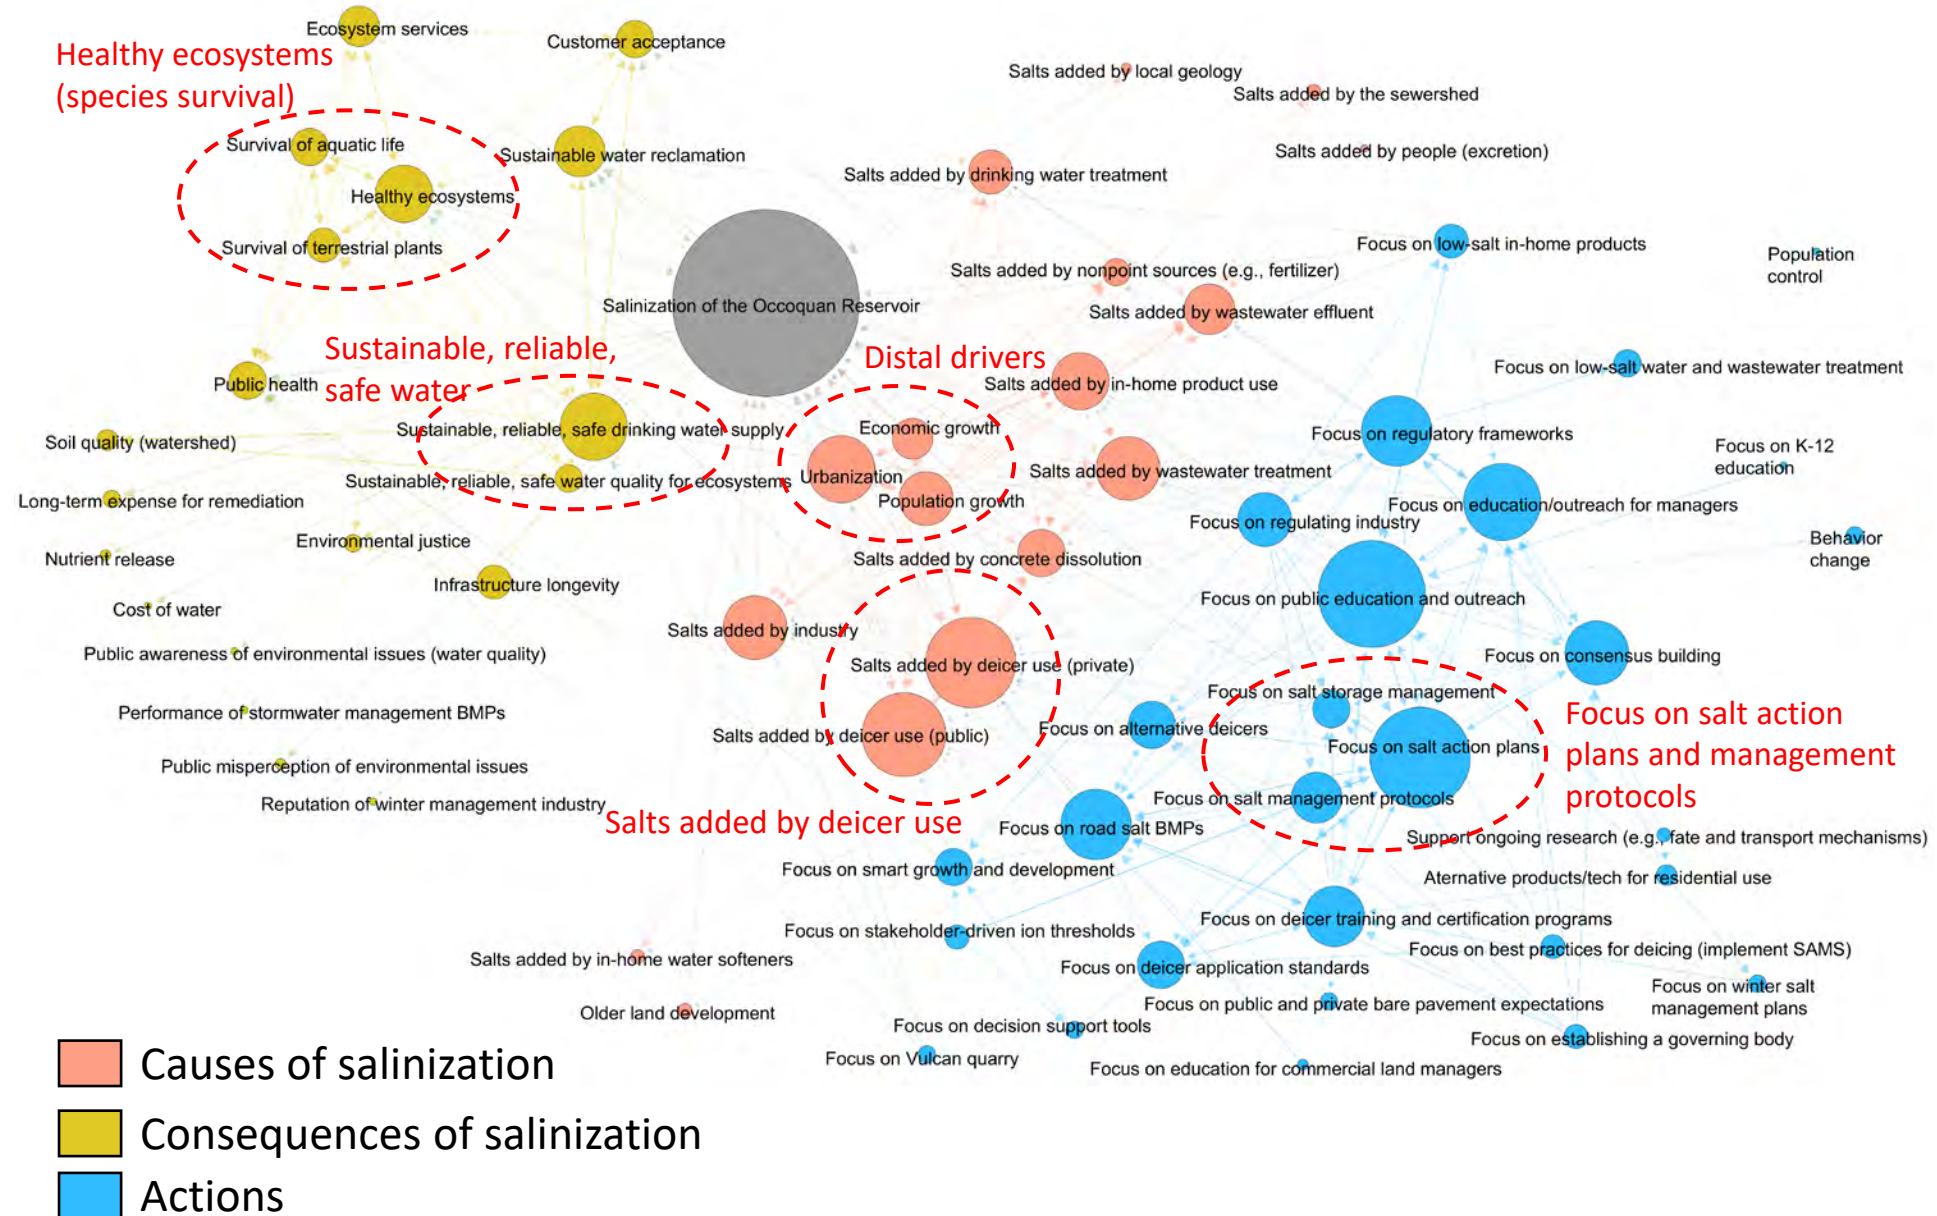 Ecosystem services
Customer acceptance
Healthy ecosystems
(species survival)
Salts added by local geology
Salts added by the sewershed
Survival of aquatic life
Sustainable water reclamation
Salts added by people (excretion)
Salts added by drinking water treatment
Healthy ecosystems
Survival of terrestrial plants
Focus on low-salt in-home products
Population
control
Salts added by nonpoint sources (e.g., fertilizer)
Salinization of the Occoquan Reservoir
Salts added by wastewater effluent
Sustainable, reliable,
safe water
Distal drivers
Focus on low-salt water and wastewater treatment
Public health
Salts added by in-home product use
Sustainable, reliable, safe drinking water supply
Economic growth
Focus on regulatory frameworks
Soil quality (watershed)
Focus on K-12
education
Sustainable, reliable, safe water quality for ecosystems
Urbanization
Salts added by wastewater treatment
Population growth
Long-term expense for remediation
Focus on education/outreach for managers
Focus on regulating industry
Environmental justice
Behavior
change
Nutrient release
Salts added by concrete dissolution
Infrastructure longevity
Focus on public education and outreach
Cost of water
Salts added by industry
Public awareness of environmental issues (water quality)
Salts added by deicer use (private)
Focus on consensus building
Focus on salt storage management
Performance of stormwater management BMPs
Salts added by deicer use (public)
Focus on alternative deicers
Focus on salt action plans
Focus on salt action
plans and management
protocols
Public misperception of environmental issues
Reputation of winter management industry
Focus on salt management protocols
Salts added by deicer use
Focus on road salt BMPs
Support ongoing research (e.g., fate and transport mechanisms)
Focus on smart growth and development
Aternative products/tech for residential use
Focus on stakeholder-driven ion thresholds
Focus on deicer training and certification programs
Focus on best practices for deicing (implement SAMS)
Salts added by in-home water softeners
Focus on deicer application standards
Focus on winter salt
management plans
Focus on public and private bare pavement expectations
Older land development
Focus on decision support tools
Focus on establishing a governing body
Focus on Vulcan quarry
Focus on education for commercial land managers
Causes of salinization
Consequences of salinization
Actions